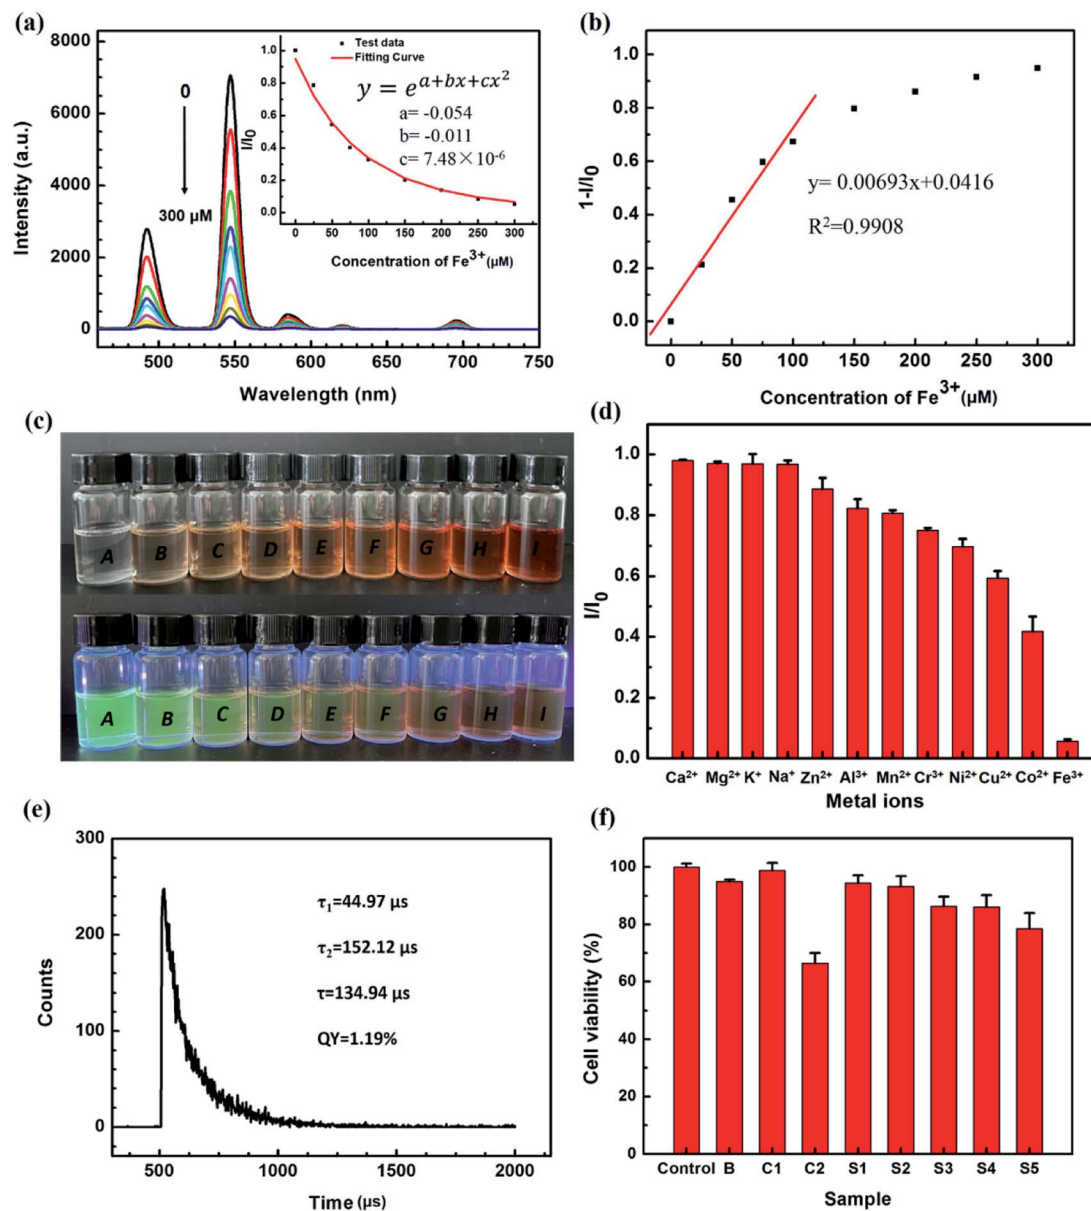 (a)
8000
7000
6000
5000
4000
3000
2000
1000
0
Intensity (a.u.)
500
550
600
650
700
750
Wavelength (nm)
0
300 μM
1.0
0.8
0.6
0.4
0.2
0.0
I/I₀
Test data
Fitting Curve
y = e^{a+bx+cx²}
a= -0.054
b= -0.011
c= 7.48×10⁻⁶
0 50 100 150 200 250 300
Concentration of Fe³⁺(μM)
(b)
1.0
0.8
0.6
0.4
0.2
0.0
1-I/I₀
y= 0.00693x+0.0416
R²=0.9908
0 50 100 150 200 250 300
Concentration of Fe³⁺(μM)
(c)
A B C D E F G H I
A B C D E F G H I
(d)
1.0
0.8
0.6
0.4
0.2
0.0
I/I₀
Ca²⁺ Mg²⁺ K⁺ Na⁺ Zn²⁺ Al³⁺ Mn²⁺ Cr³⁺ Ni²⁺ Cu²⁺ Co²⁺ Fe³⁺
Metal ions
(e)
300
200
100
0
Counts
τ₁=44.97 μs
τ₂=152.12 μs
τ=134.94 μs
QY=1.19%
500 1000 1500 2000
Time (μs)
(f)
100
80
60
40
20
0
Cell viability (%)
Control B C1 C2 S1 S2 S3 S4 S5
Sample